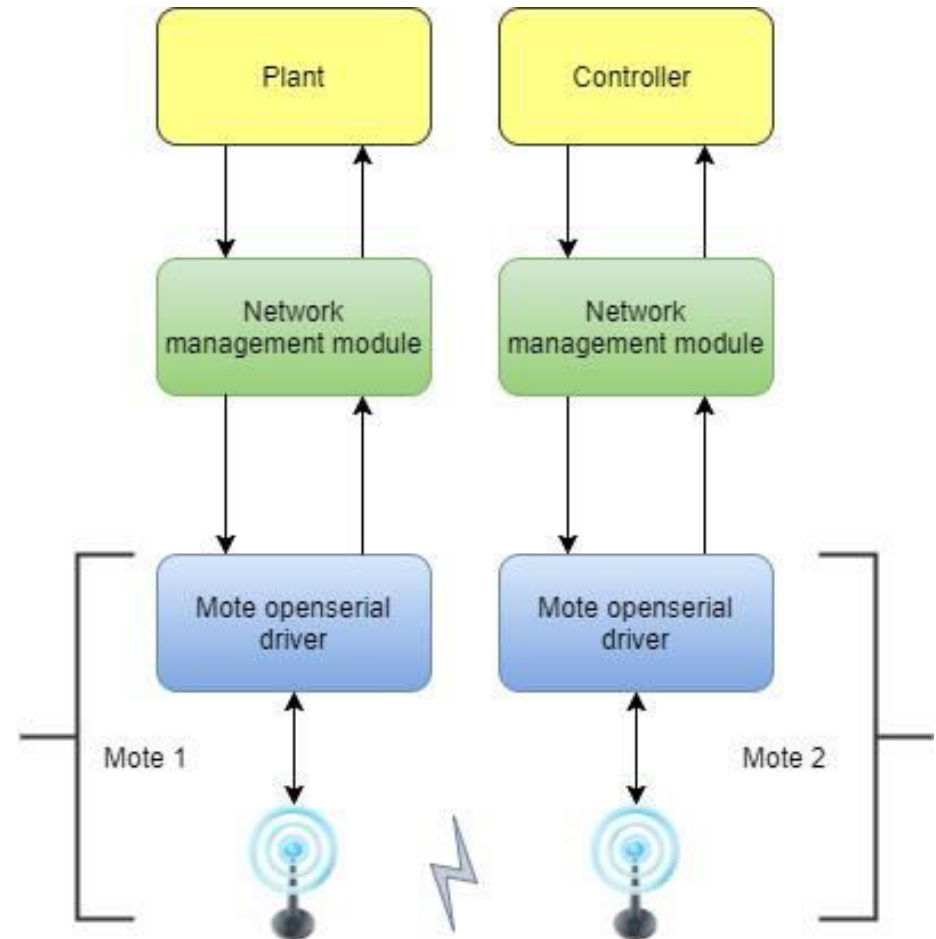 Plant
Controller
Network
management module
Network
management module
Mote openserial
driver
Mote openserial
driver
Mote 1
Mote 2